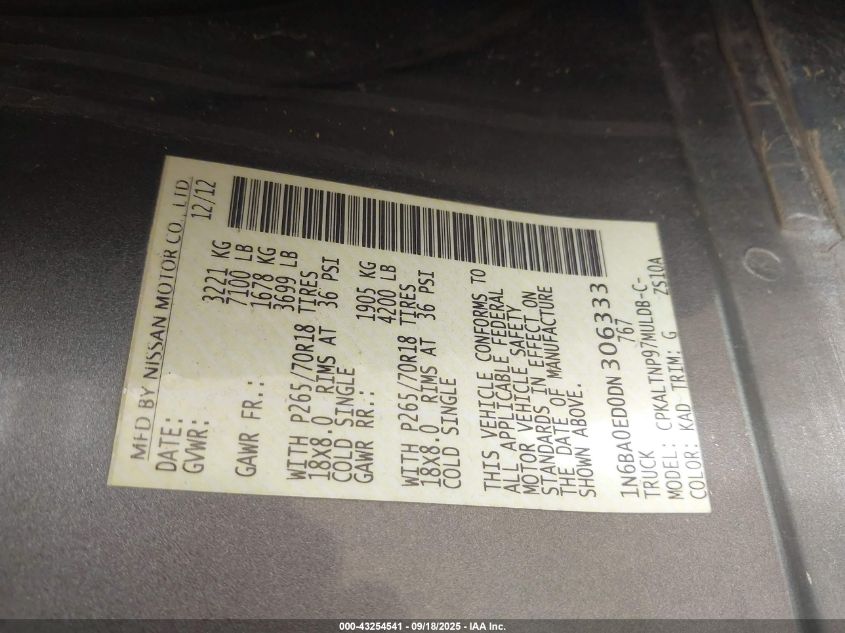 MFD BY NISSAN MOTOR CO., LTD
DATE: 12/12
GVWR: 3221 KG
7100 LB
GAWR FR.: 1678 KG
3699 LB
WITH P265/70R18 TIRES
18X8.0 RIMS AT 36 PSI
COLD SINGLE
GAWR RR.: 1905 KG
4200 LB
WITH P265/70R18 TIRES
18X8.0 RIMS AT 36 PSI
COLD SINGLE
THIS VEHICLE CONFORMS TO
ALL APPLICABLE FEDERAL
MOTOR VEHICLE SAFETY
STANDARDS IN EFFECT ON
THE DATE OF MANUFACTURE
SHOWN ABOVE.
1N6BA0ED0DN306333
TRUCK 767
MODEL: CPKALTNP97MULDB-C-
COLOR: KAD TRIM: G ZS10A
000-43254541 - 09/18/2025 - IAA Inc.